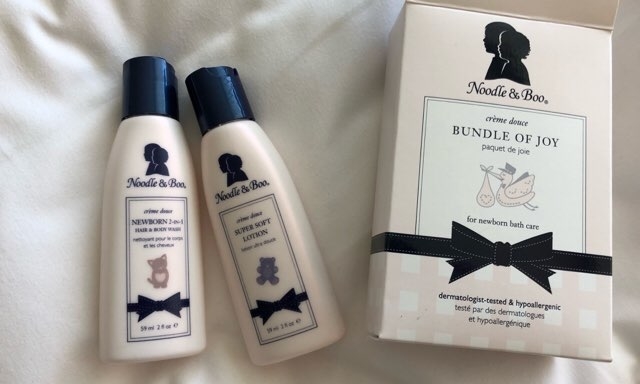 Noodle & Boo.
crème douce
NEWBORN 2-in-1
HAIR & BODY WASH
nettoyant pour le corps
et les cheveux
59 ml 2 fl oz ℮
Noodle & Boo.
crème douce
SUPER SOFT
LOTION
lotion ultra douce
59 ml 2 fl oz ℮
Noodle & Boo®
crème douce
BUNDLE OF JOY
paquet de joie
for newborn bath care
dermatologist-tested & hypoallergenic
testé par des dermatologues
et hypoallergénique